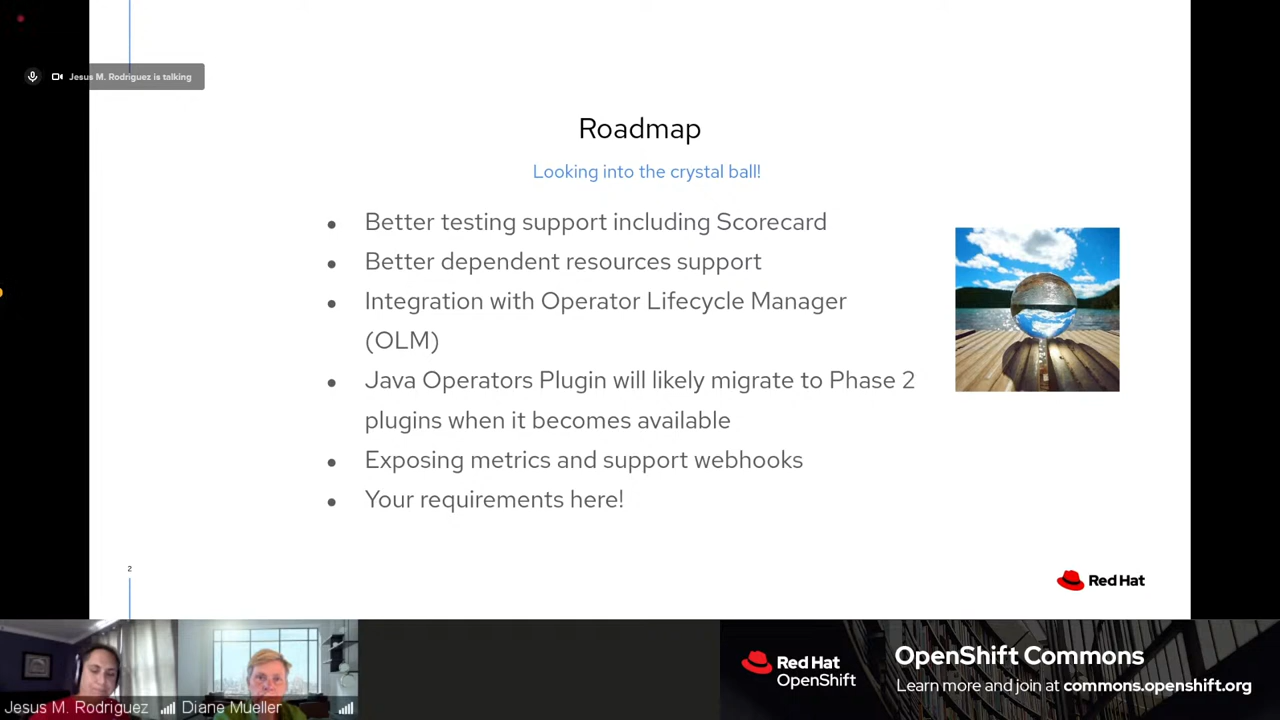 Jesus M. Rodriguez is talking
Roadmap
Looking into the crystal ball!
• Better testing support including Scorecard
• Better dependent resources support
• Integration with Operator Lifecycle Manager
(OLM)
• Java Operators Plugin will likely migrate to Phase 2
plugins when it becomes available
• Exposing metrics and support webhooks
• Your requirements here!
2
Red Hat
Jesus M. Rodriguez
Diane Mueller
Red Hat
OpenShift
OpenShift Commons
Learn more and join at commons.openshift.org